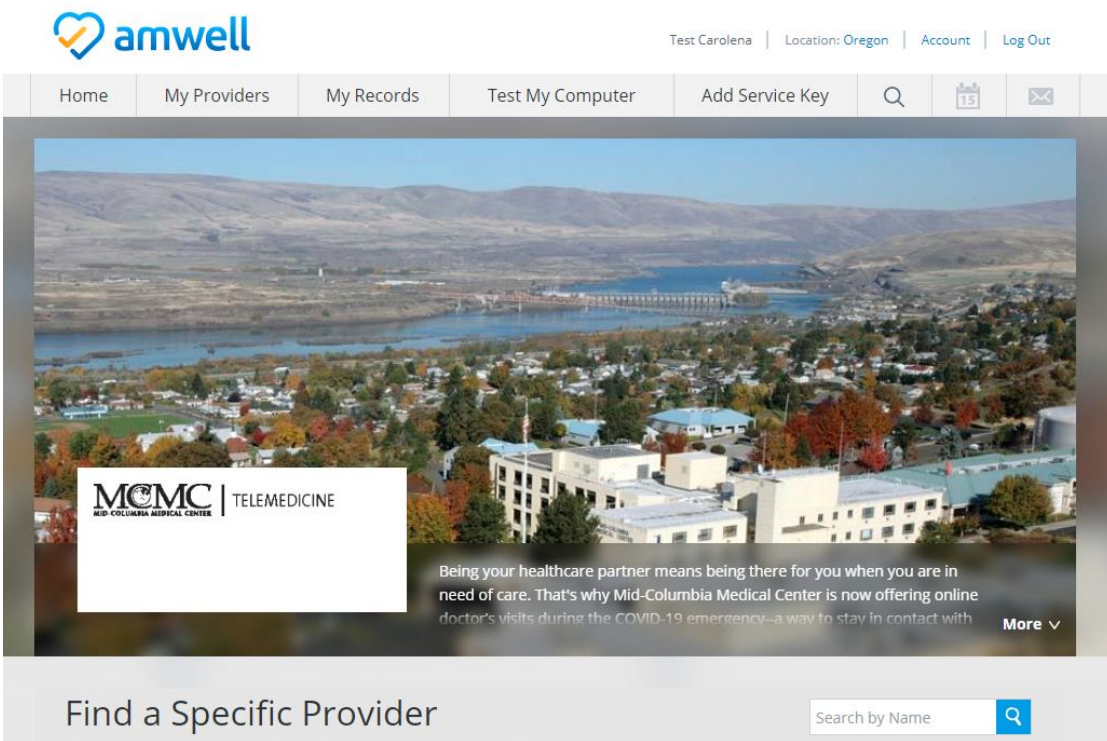 amwell
Test Carolena | Location: Oregon | Account | Log Out
Home My Providers My Records Test My Computer Add Service Key 15
MCMC | TELEMEDICINE
MID-COLUMBIA MEDICAL CENTER
Being your healthcare partner means being there for you when you are in
need of care. That's why Mid-Columbia Medical Center is now offering online
doctor's visits during the COVID-19 emergency--a way to stay in contact with
More
Find a Specific Provider
Search by Name